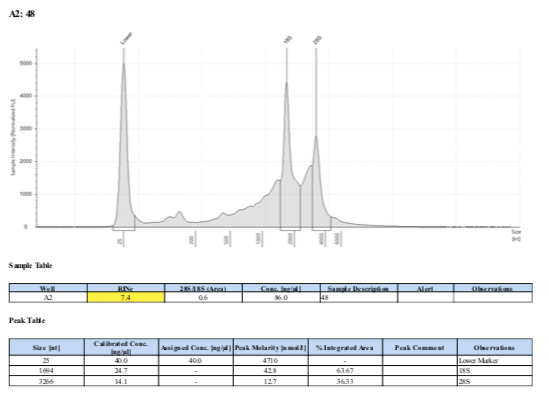 A2: 48
Lower
18S
28S
Sample Intensity [Normalized FU]
5000
4000
3000
2000
1000
0
25
200
500
1000
2000
4000
6000
Size [nt]
Sample Table
Well RINe 28S/18S (Area) Conc. [ng/µl] Sample Description Alert Observations
A2 7.4 0.6 86.0 48
Peak Table
Size [nt] Calibrated Conc. [ng/µl] Assigned Conc. [ng/µl] Peak Molarity [nmol/l] % Integrated Area Peak Comment Observations
25 40.0 40.0 4710 - Lower Marker
1694 24.7 - 42.8 63.67 18S
3266 14.1 - 12.7 36.33 28S